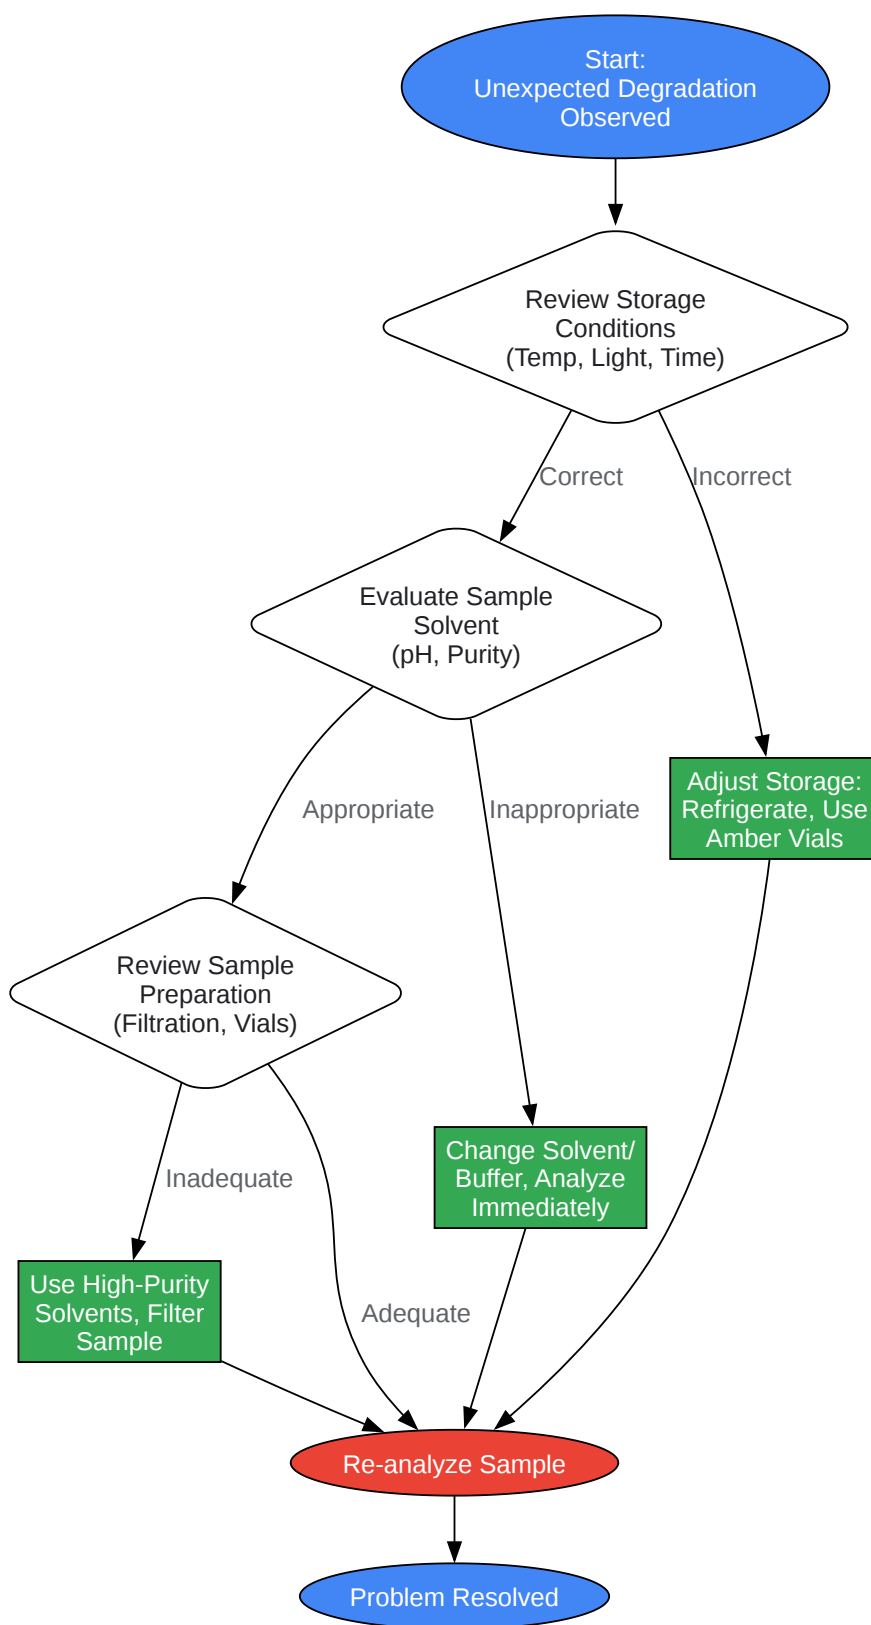 Start:
Unexpected Degradation
Observed
Review Storage
Conditions
(Temp, Light, Time)
Correct
Incorrect
Evaluate Sample
Solvent
(pH, Purity)
Appropriate
Inappropriate
Adjust Storage:
Refrigerate, Use
Amber Vials
Review Sample
Preparation
(Filtration, Vials)
Inadequate
Change Solvent/
Buffer, Analyze
Immediately
Use High-Purity
Solvents, Filter
Sample
Adequate
Re-analyze Sample
Problem Resolved